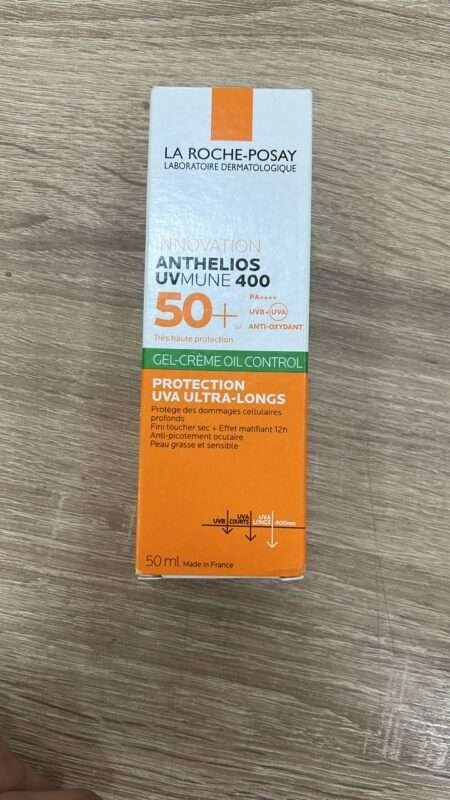 LA ROCHE-POSAY
LABORATOIRE DERMATOLOGIQUE
INNOVATION
ANTHELIOS
UVMUNE 400
50+
PA++++
UVB+UVA
ANTI-OXYDANT
Très haute protection
GEL-CRÈME OIL CONTROL
PROTECTION
UVA ULTRA-LONGS
Protège des dommages cellulaires
profonds
Fini toucher sec + Effet matifiant 12h
Anti-picotement oculaire
Peau grasse et sensible
UVB
UVA
COURTS
UVA
LONGS
400nm
50 ml Made in France